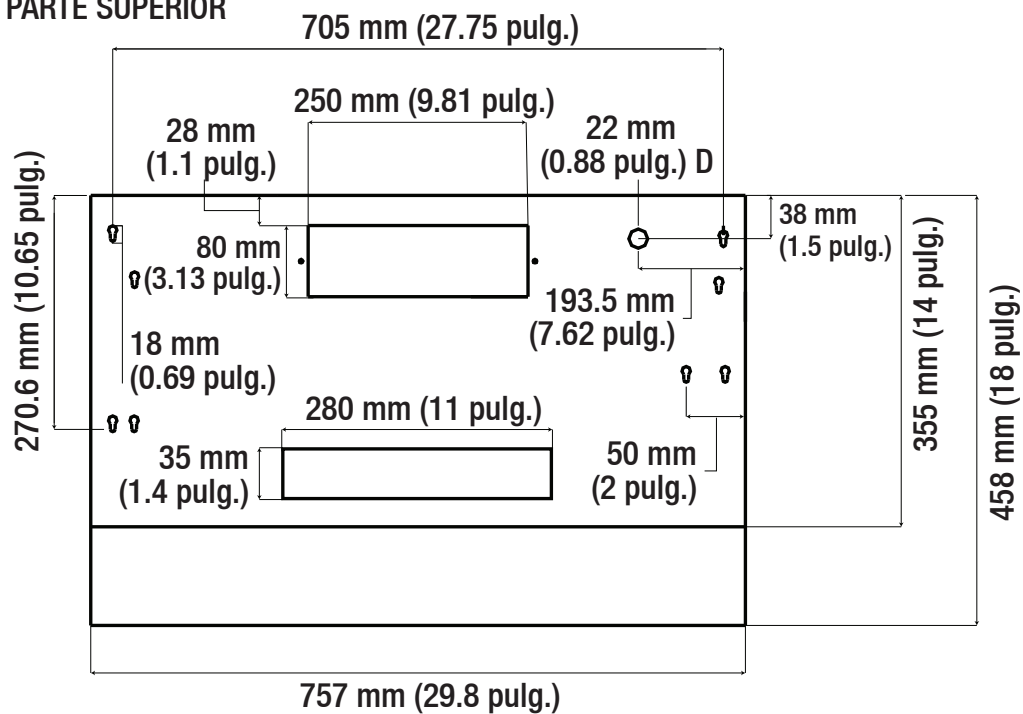 PARTE SUPERIOR
705 mm (27.75 pulg.)
250 mm (9.81 pulg.)
28 mm
(1.1 pulg.)
22 mm
(0.88 pulg.) D
38 mm
(1.5 pulg.)
270.6 mm (10.65 pulg.)
80 mm
(3.13 pulg.)
193.5 mm
(7.62 pulg.)
18 mm
(0.69 pulg.)
355 mm (14 pulg.)
458 mm (18 pulg.)
280 mm (11 pulg.)
35 mm
(1.4 pulg.)
50 mm
(2 pulg.)
757 mm (29.8 pulg.)